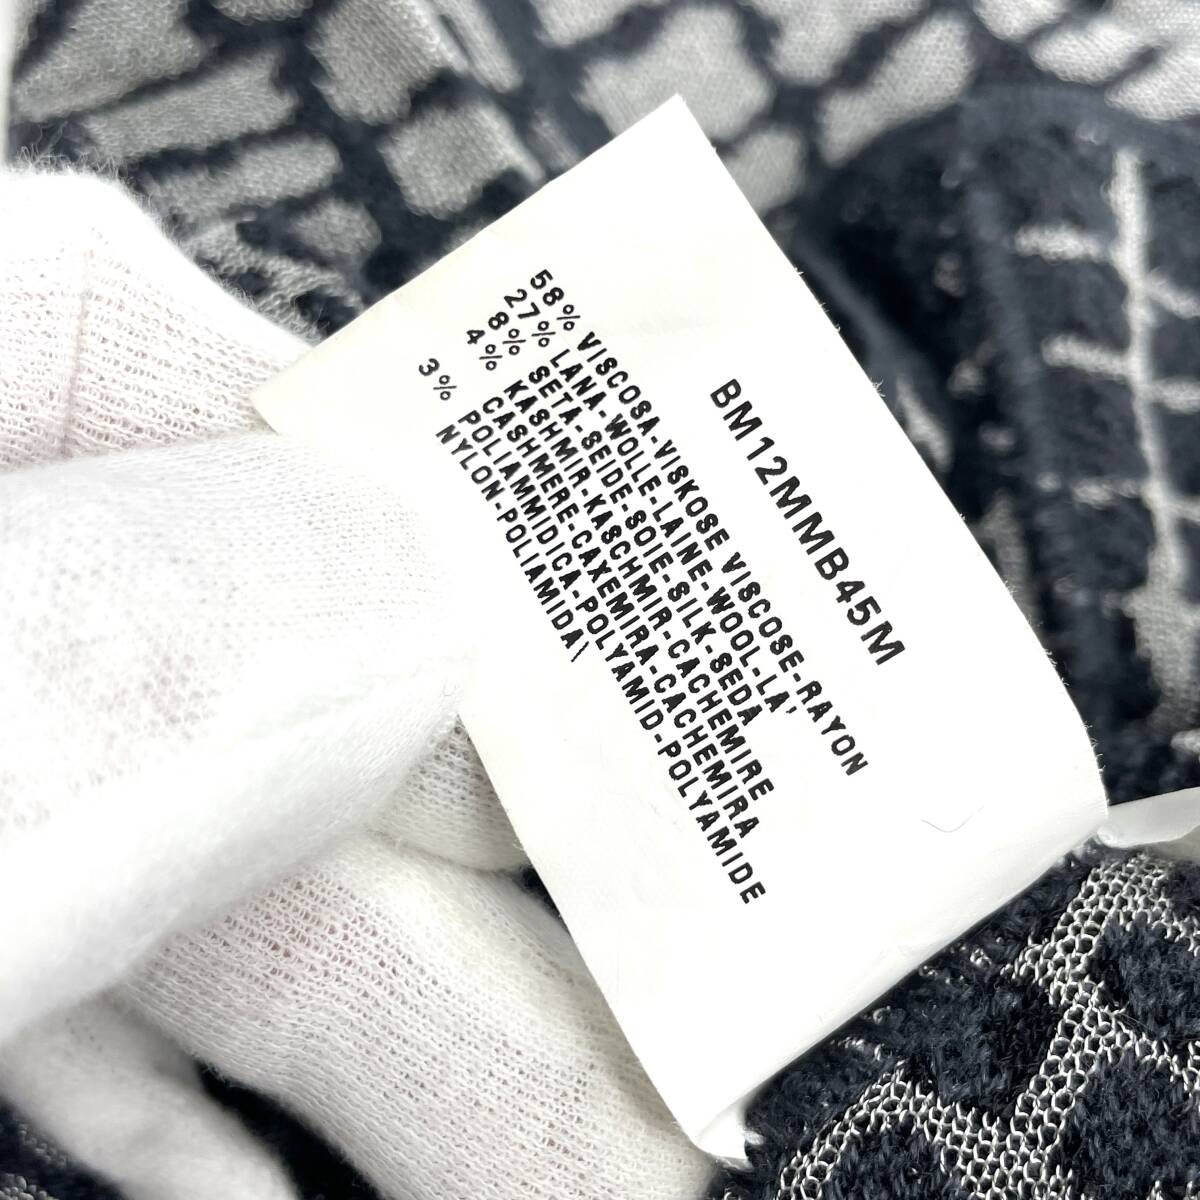 BM12MMB45M
58% VISCOSA-VISKOSE VISCOSE-RAYON
27% LANA-WOLLE-LAINE-WOOL-LA'
8% SETA-SEIDE-SOIE-SILK-SEDA
4% KASHMIR-KASCHMIR-CACHEMIRE
CASHMERE-CAXEMIRA-CACHEMIRA
3% POLIAMMIDICA-POLYAMID-POLYAMIDE
NYLON-POLIAMIDA\